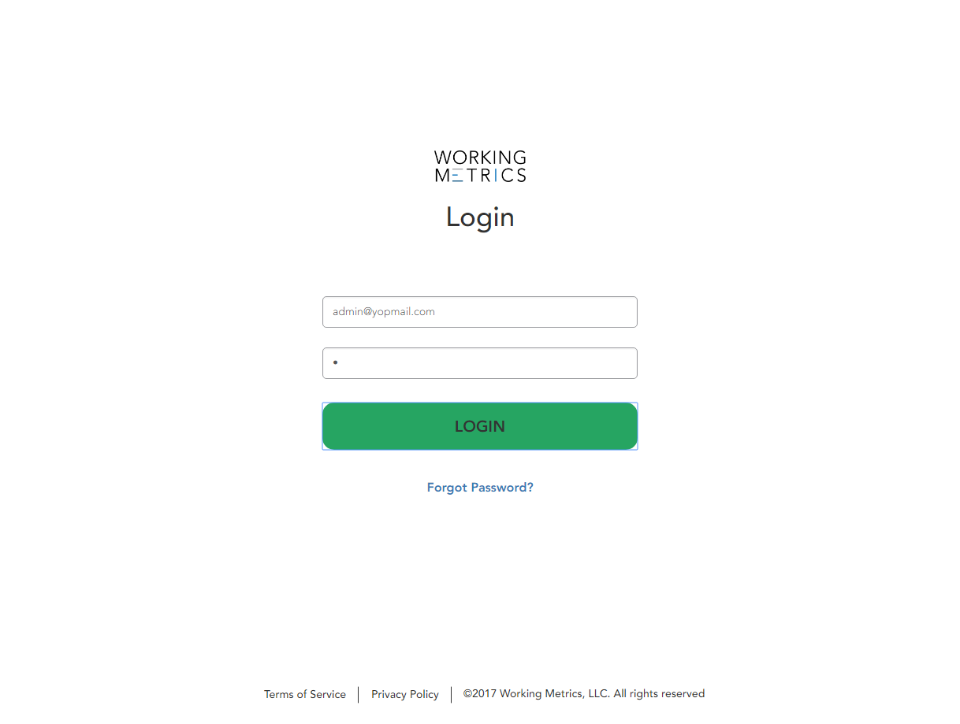 WORKING
METRICS
Login
admin@yopmail.com
•
LOGIN
Forgot Password?
Terms of Service | Privacy Policy | ©2017 Working Metrics, LLC. All rights reserved